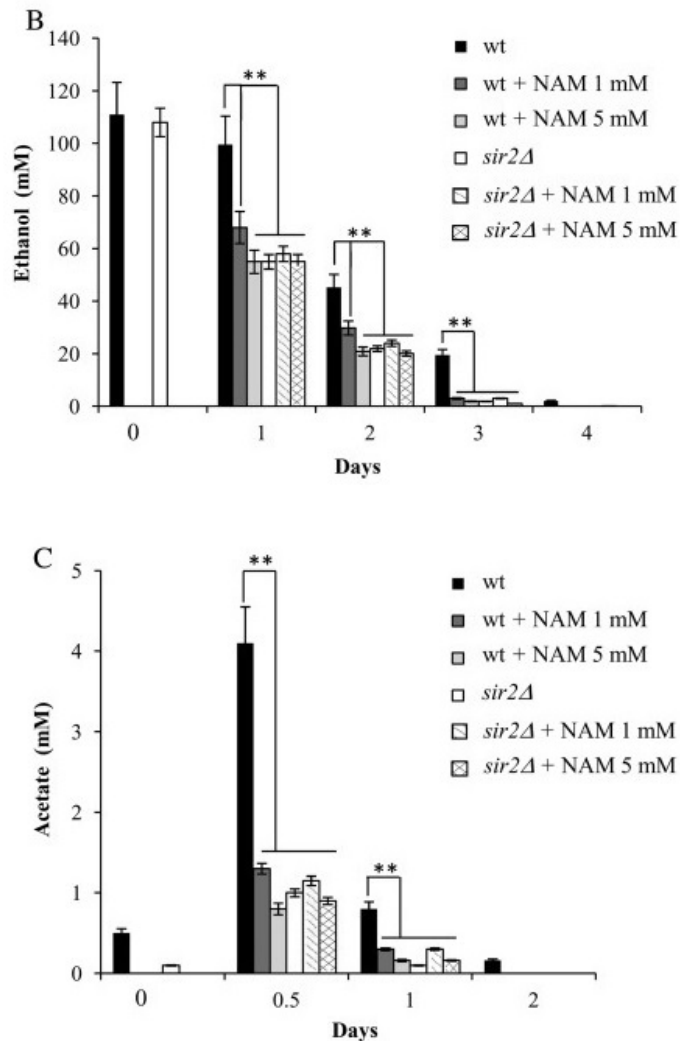 B
140
120
100
80
60
40
20
0
Ethanol (mM)
**
**
**
wt
wt + NAM 1 mM
wt + NAM 5 mM
sir2Δ
sir2Δ + NAM 1 mM
sir2Δ + NAM 5 mM
0 1 2 3 4
Days
C
5
4
3
2
1
0
Acetate (mM)
**
**
wt
wt + NAM 1 mM
wt + NAM 5 mM
sir2Δ
sir2Δ + NAM 1 mM
sir2Δ + NAM 5 mM
0 0.5 1 2
Days